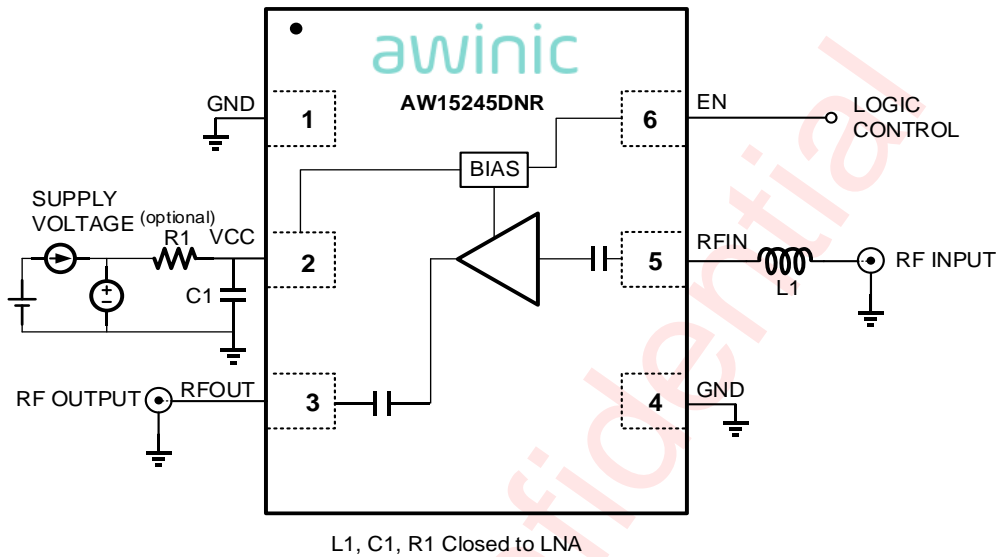 awinic
AW15245DNR
GND
1
6
EN
LOGIC
CONTROL
BIAS
SUPPLY
VOLTAGE
(optional)
R1
VCC
2
5
RFIN
RF INPUT
L1
C1
RF OUTPUT
RFOUT
3
4
GND
L1, C1, R1 Closed to LNA